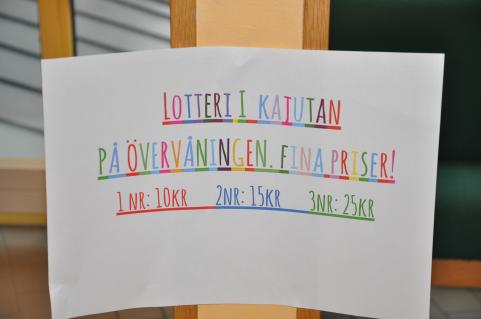 LOTTERI I KAJUTAN
PÅ ÖVERVÅNINGEN. FINA PRISER!
1 NR: 10KR 2NR: 15KR 3NR: 25KR